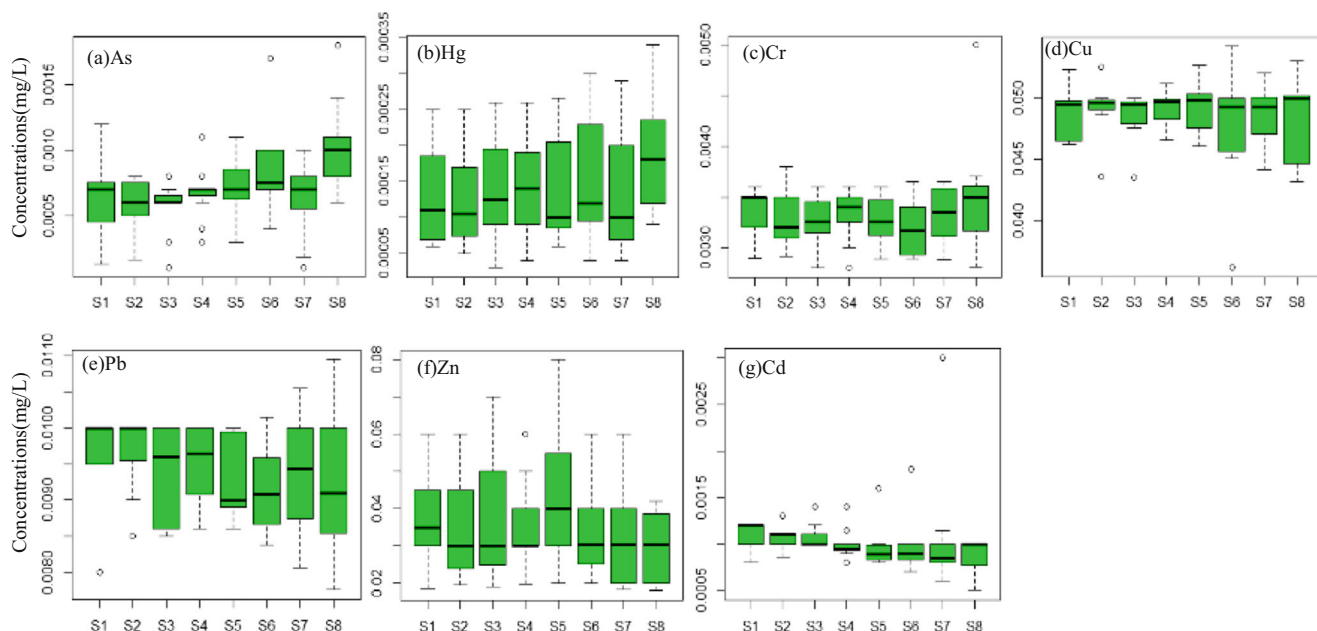 Concentrations(mg/L)
(a)As
0.0015
0.0010
0.0005
S1 S2 S3 S4 S5 S6 S7 S8
(b)Hg
0.00035
0.00025
0.00015
0.00005
S1 S2 S3 S4 S5 S6 S7 S8
(c)Cr
0.0050
0.0040
0.0030
S1 S2 S3 S4 S5 S6 S7 S8
(d)Cu
0.050
0.045
0.040
S1 S2 S3 S4 S5 S6 S7 S8
Concentrations(mg/L)
(e)Pb
0.0110
0.0100
0.0090
0.0080
S1 S2 S3 S4 S5 S6 S7 S8
(f)Zn
0.08
0.06
0.04
0.02
S1 S2 S3 S4 S5 S6 S7 S8
(g)Cd
0.0025
0.0015
0.0005
S1 S2 S3 S4 S5 S6 S7 S8